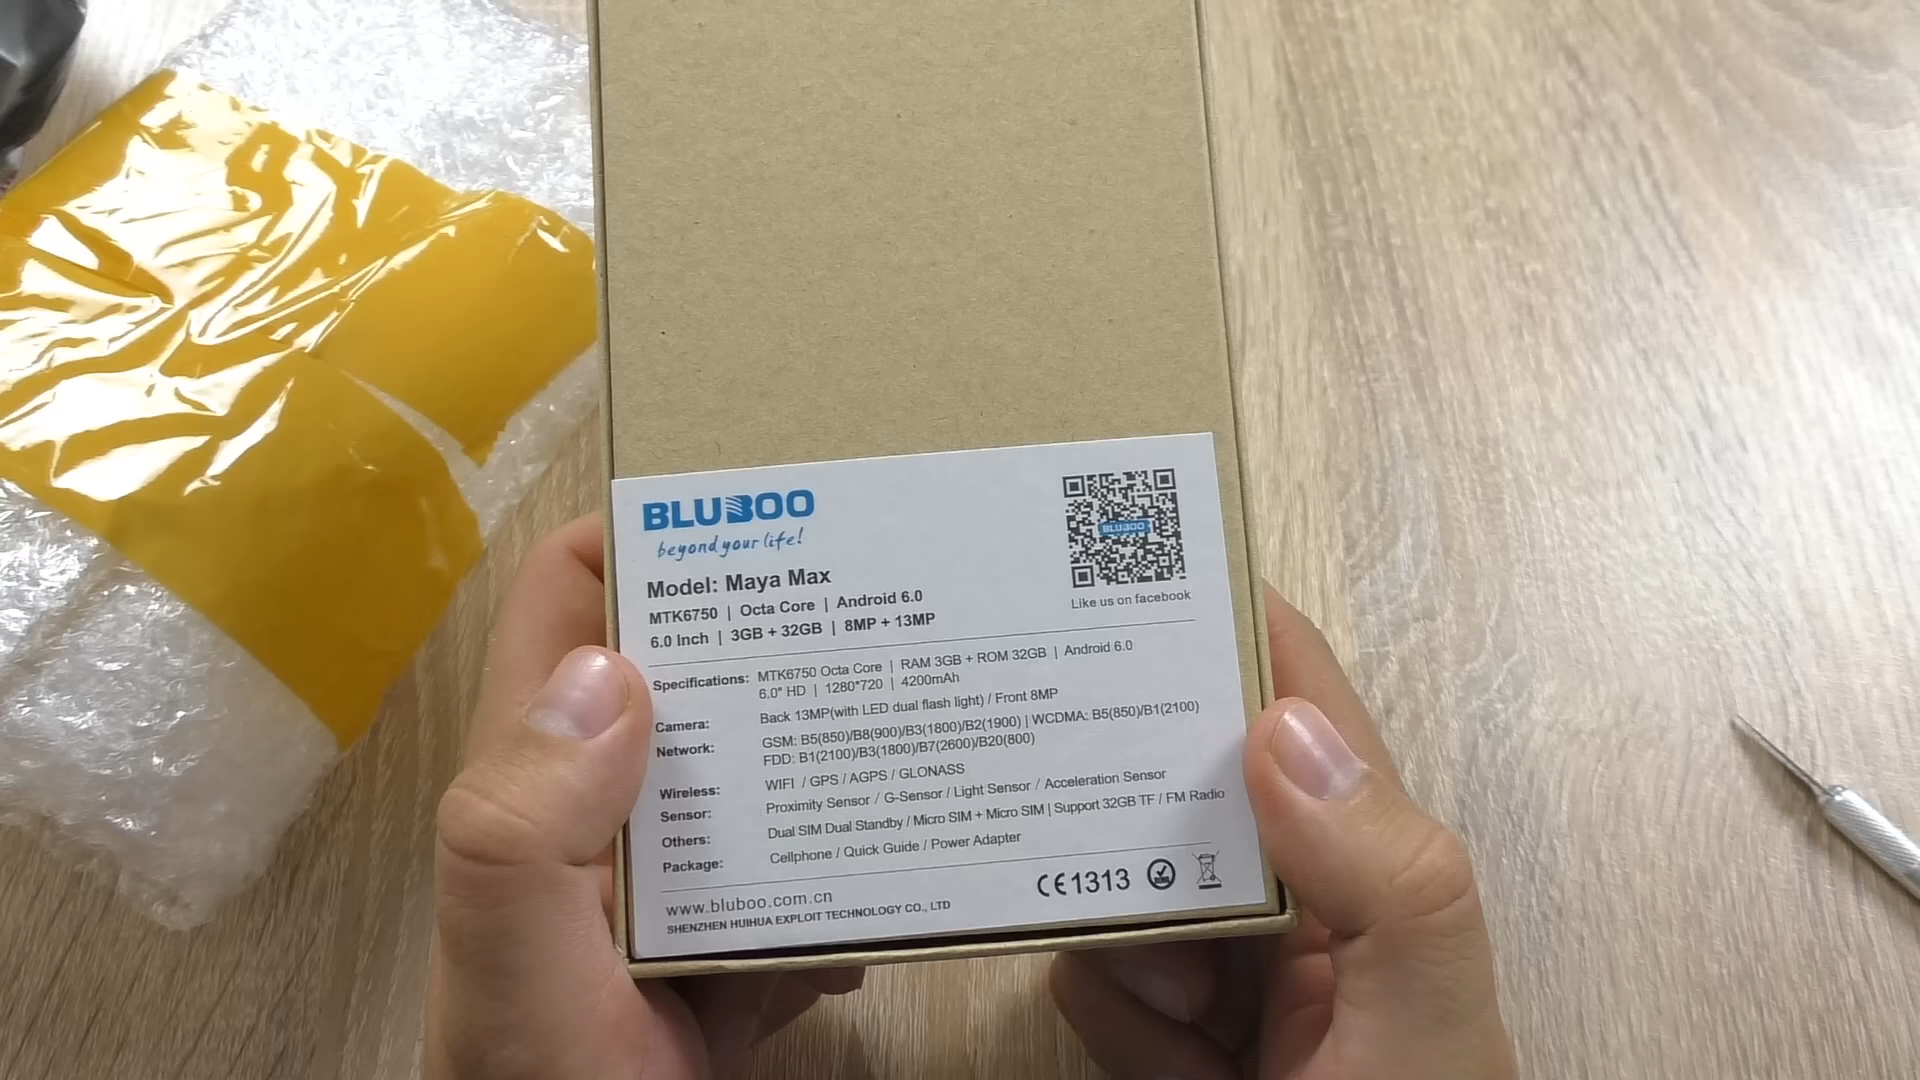 BLUBOO
beyond your life!
BLUBOO
Like us on facebook
Model: Maya Max
MTK6750 | Octa Core | Android 6.0
6.0 Inch | 3GB + 32GB | 8MP + 13MP
Specifications: MTK6750 Octa Core | RAM 3GB + ROM 32GB | Android 6.0
6.0" HD | 1280*720 | 4200mAh
Camera: Back 13MP(with LED dual flash light) / Front 8MP
Network: GSM: B5(850)/B8(900)/B3(1800)/B2(1900) | WCDMA: B5(850)/B1(2100)
FDD: B1(2100)/B3(1800)/B7(2600)/B20(800)
Wireless: WIFI / GPS / AGPS / GLONASS
Sensor: Proximity Sensor / G-Sensor / Light Sensor / Acceleration Sensor
Others: Dual SIM Dual Standby / Micro SIM + Micro SIM | Support 32GB TF / FM Radio
Package: Cellphone / Quick Guide / Power Adapter
www.bluboo.com.cn
SHENZHEN HUIHUA EXPLOIT TECHNOLOGY CO., LTD
CE1313